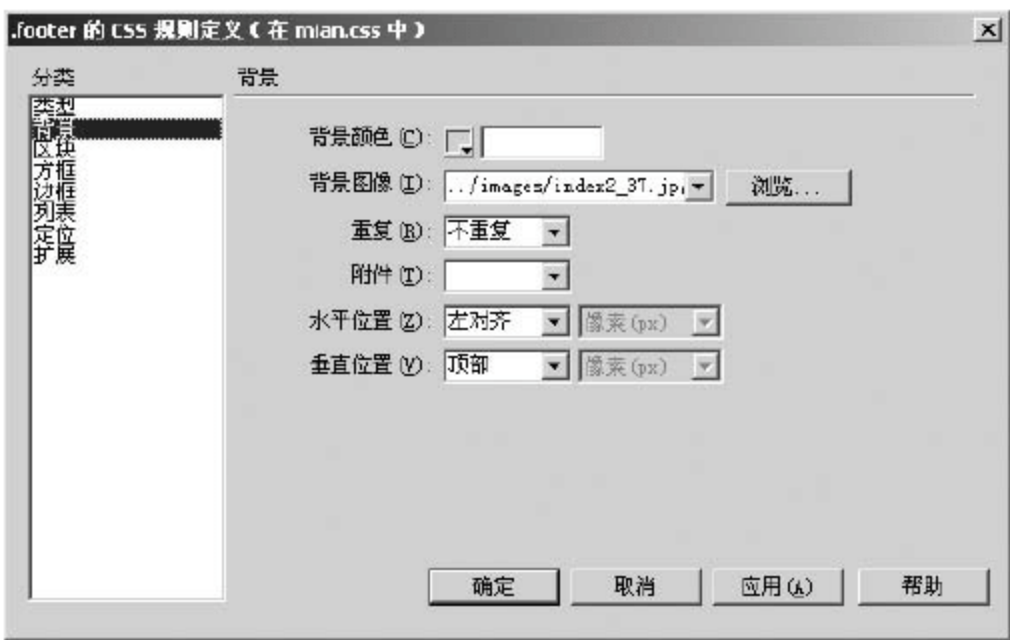 .footer 的 CSS 规则定义（在 mian.css 中）
分类
背景
类型
背景
区块
方框
边框
列表
定位
扩展
背景颜色(C):
背景图像(I): ../images/index2_37.jp 浏览...
重复(R): 不重复
附件(T):
水平位置(Z): 左对齐 像素(px)
垂直位置(V): 顶部 像素(px)
确定 取消 应用(A) 帮助